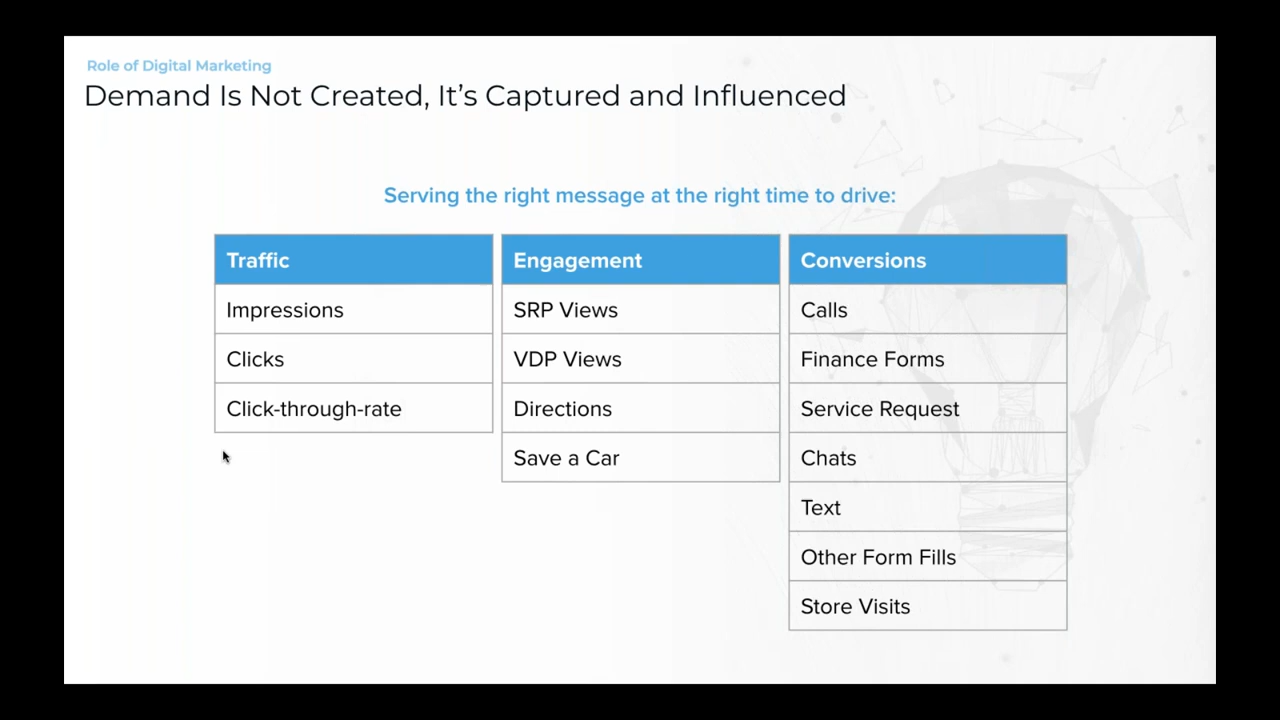 Role of Digital Marketing
Demand Is Not Created, It's Captured and Influenced
Serving the right message at the right time to drive:
Traffic
Impressions
Clicks
Click-through-rate
Engagement
SRP Views
VDP Views
Directions
Save a Car
Conversions
Calls
Finance Forms
Service Request
Chats
Text
Other Form Fills
Store Visits